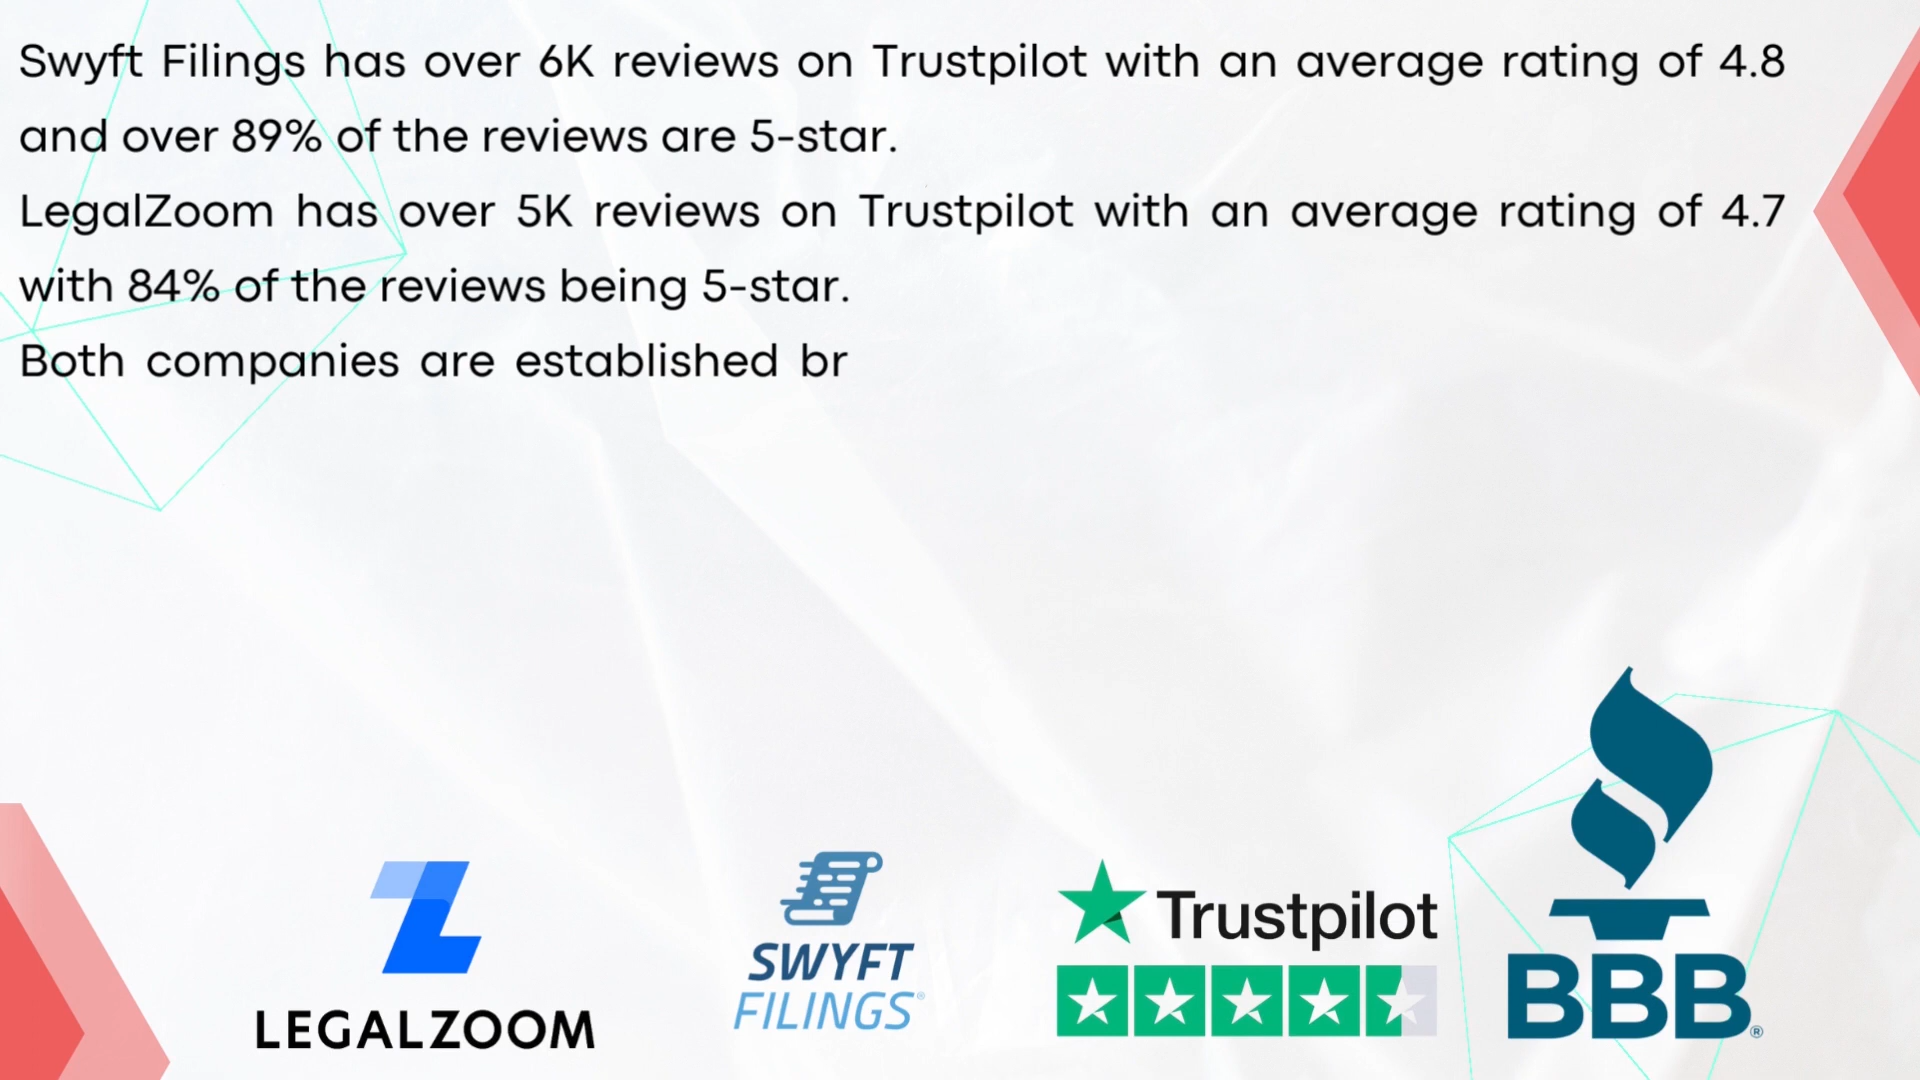 Swyft Filings has over 6K reviews on Trustpilot with an average rating of 4.8
and over 89% of the reviews are 5-star.
LegalZoom has over 5K reviews on Trustpilot with an average rating of 4.7
with 84% of the reviews being 5-star.
Both companies are established br
LEGALZOOM
SWYFT
FILINGS®
Trustpilot
BBB®